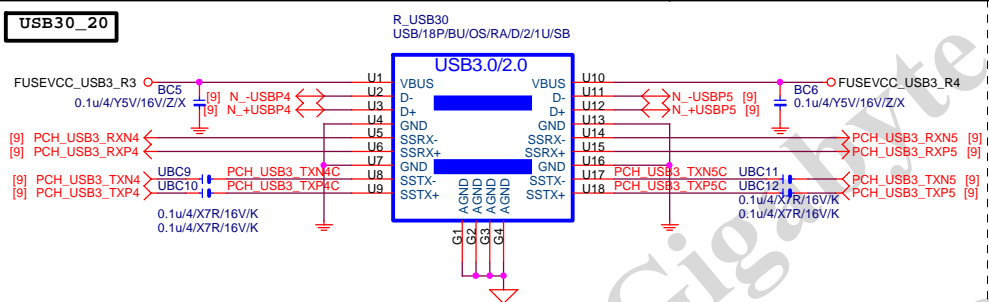 USB30_20
R_USB30
USB/18P/BU/OS/RA/D/2/1U/SB
USB3.0/2.0
FUSEVCC_USB3_R3
U1 VBUS
VBUS U10
FUSEVCC_USB3_R4
BC5
0.1u/4/Y5V/16V/Z/X
[9] N_-USBP4
U2 D-
D- U11
N_-USBP5 [9]
BC6
0.1u/4/Y5V/16V/Z/X
[9] N_+USBP4
U3 D+
D+ U12
N_+USBP5 [9]
U4 GND
GND U13
[9] PCH_USB3_RXN4
U5 SSRX-
SSRX- U14
PCH_USB3_RXN5 [9]
[9] PCH_USB3_RXP4
U6 SSRX+
SSRX+ U15
PCH_USB3_RXP5 [9]
U7 GND
GND U16
[9] PCH_USB3_TXN4
UBC9
PCH_USB3_TXN4C
U8 SSTX-
SSTX- U17
PCH_USB3_TXN5C
UBC11
PCH_USB3_TXN5 [9]
[9] PCH_USB3_TXP4
UBC10
PCH_USB3_TXP4C
U9 SSTX+
SSTX+ U18
PCH_USB3_TXP5C
UBC12
PCH_USB3_TXP5 [9]
0.1u/4/X7R/16V/K
0.1u/4/X7R/16V/K
0.1u/4/X7R/16V/K
0.1u/4/X7R/16V/K
AGND AGND AGND AGND
G1 G2 G3 G4
Gigabyte